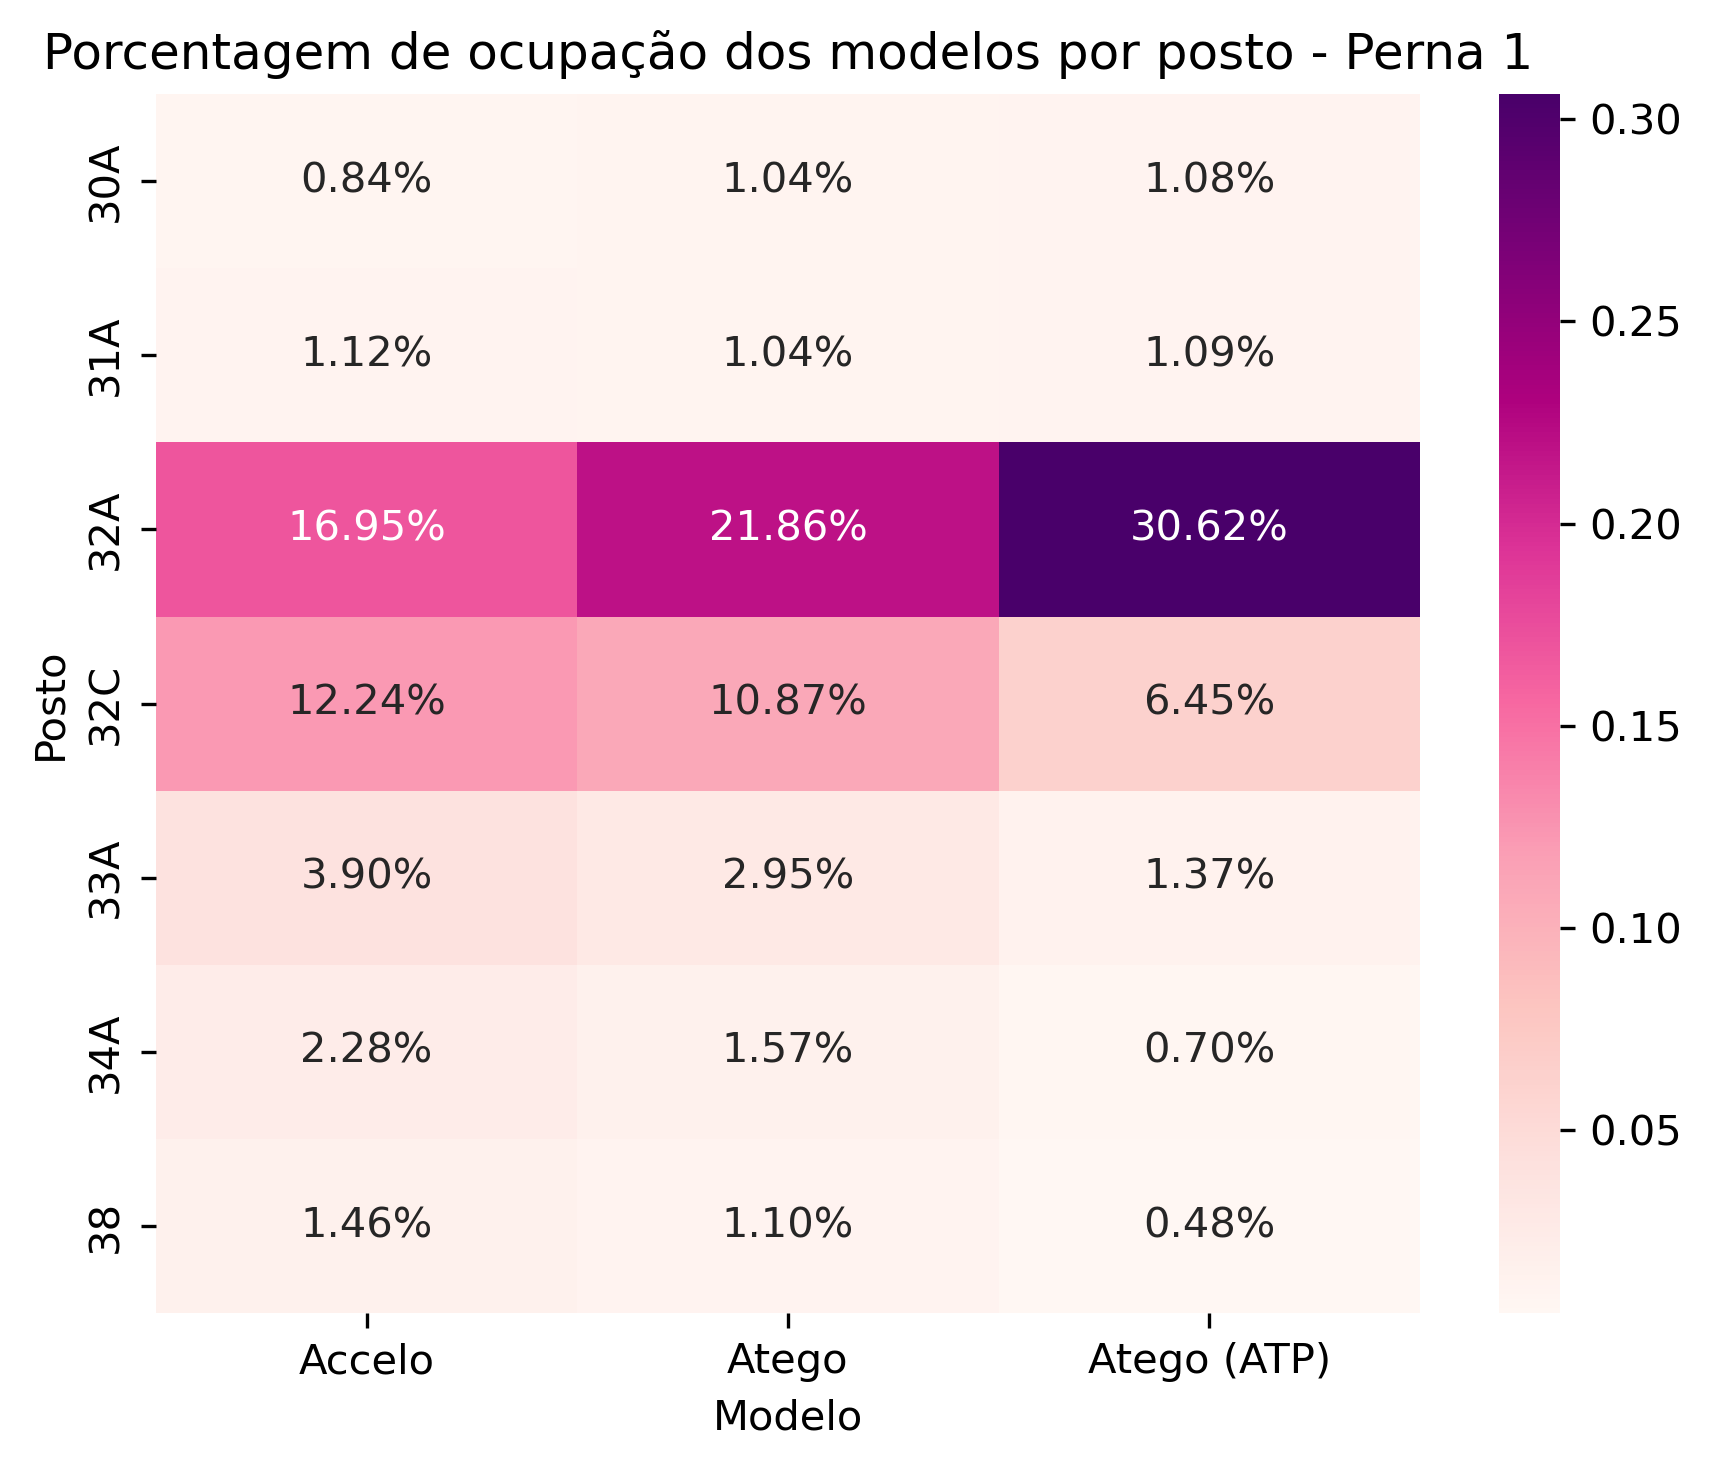 Porcentagem de ocupação dos modelos por posto - Perna 1
30A 0.84% 1.04% 1.08%
31A 1.12% 1.04% 1.09%
32A 16.95% 21.86% 30.62%
32C 12.24% 10.87% 6.45%
33A 3.90% 2.95% 1.37%
34A 2.28% 1.57% 0.70%
38 1.46% 1.10% 0.48%
Posto
Accelo Atego Atego (ATP)
Modelo
0.30
0.25
0.20
0.15
0.10
0.05